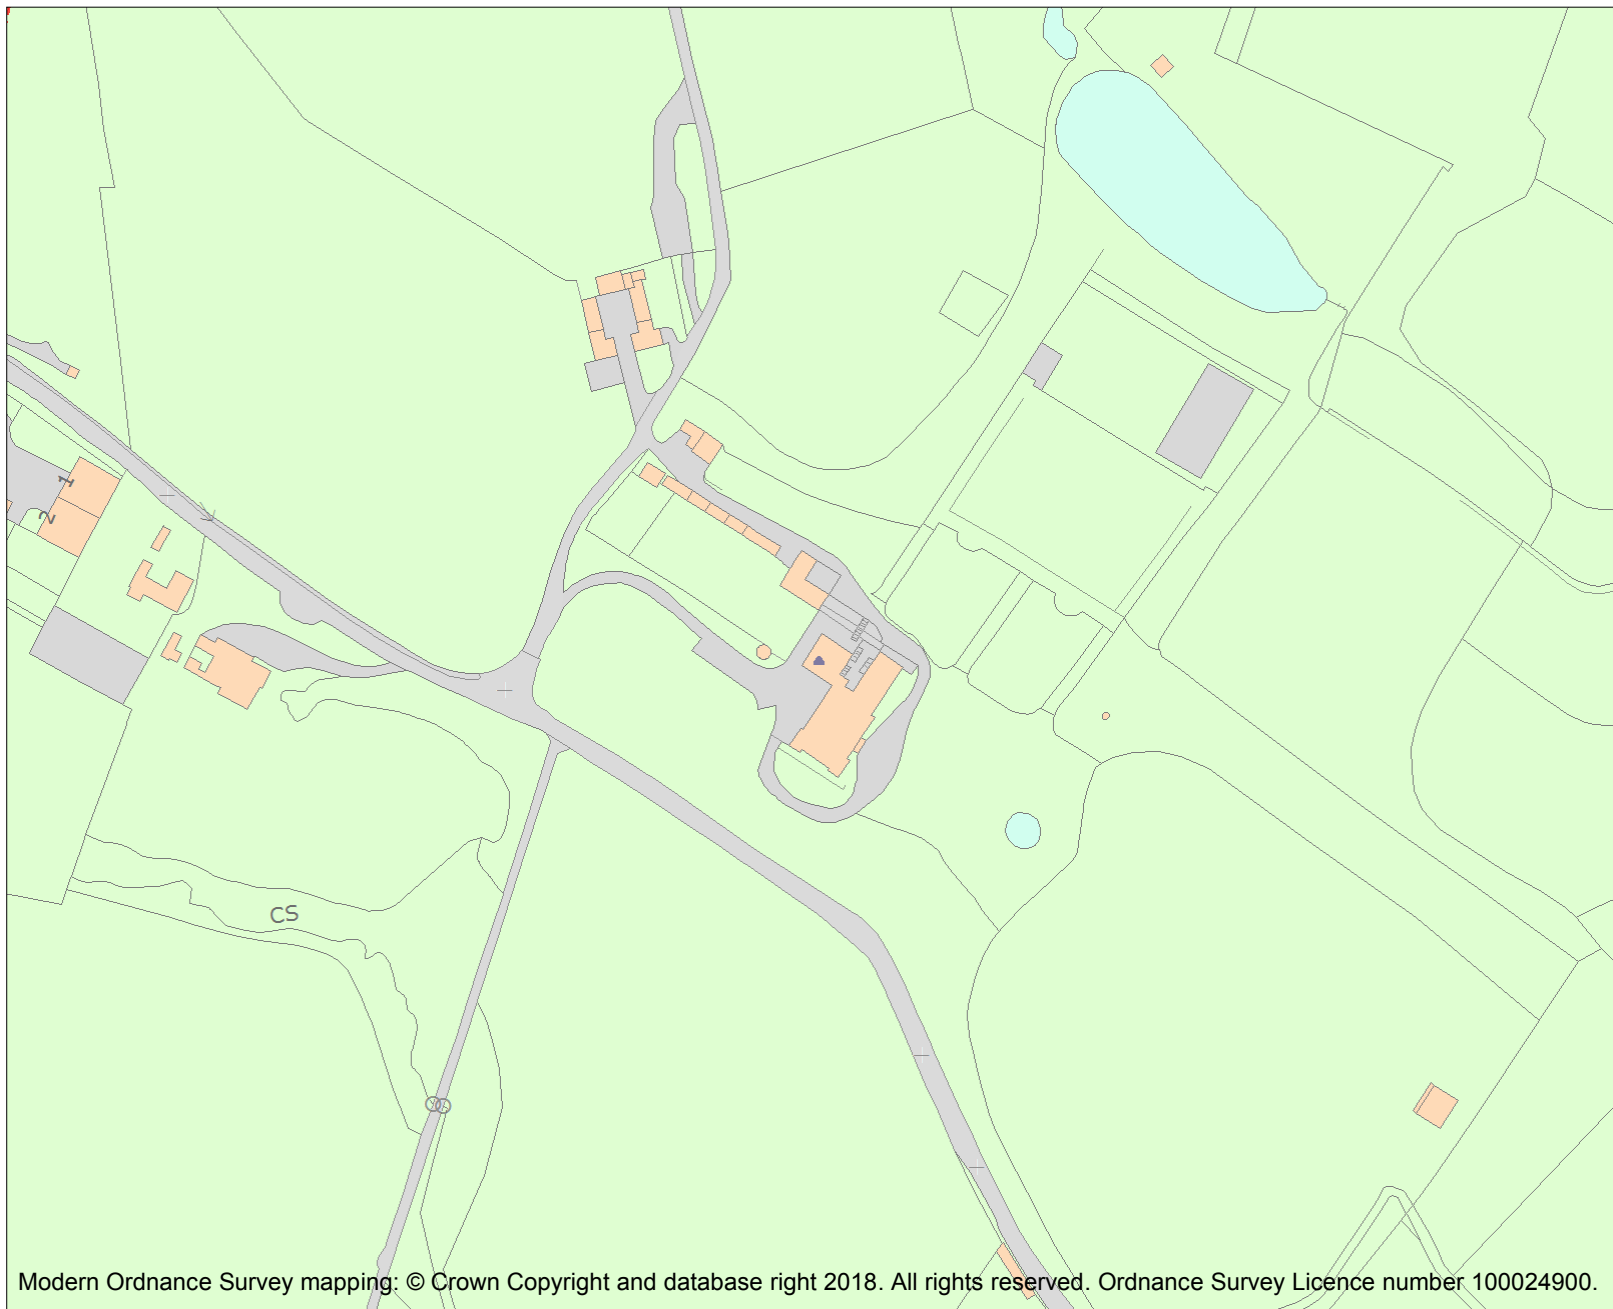 1
2
CS
Modern Ordnance Survey mapping: © Crown Copyright and database right 2018. All rights reserved. Ordnance Survey Licence number 100024900.